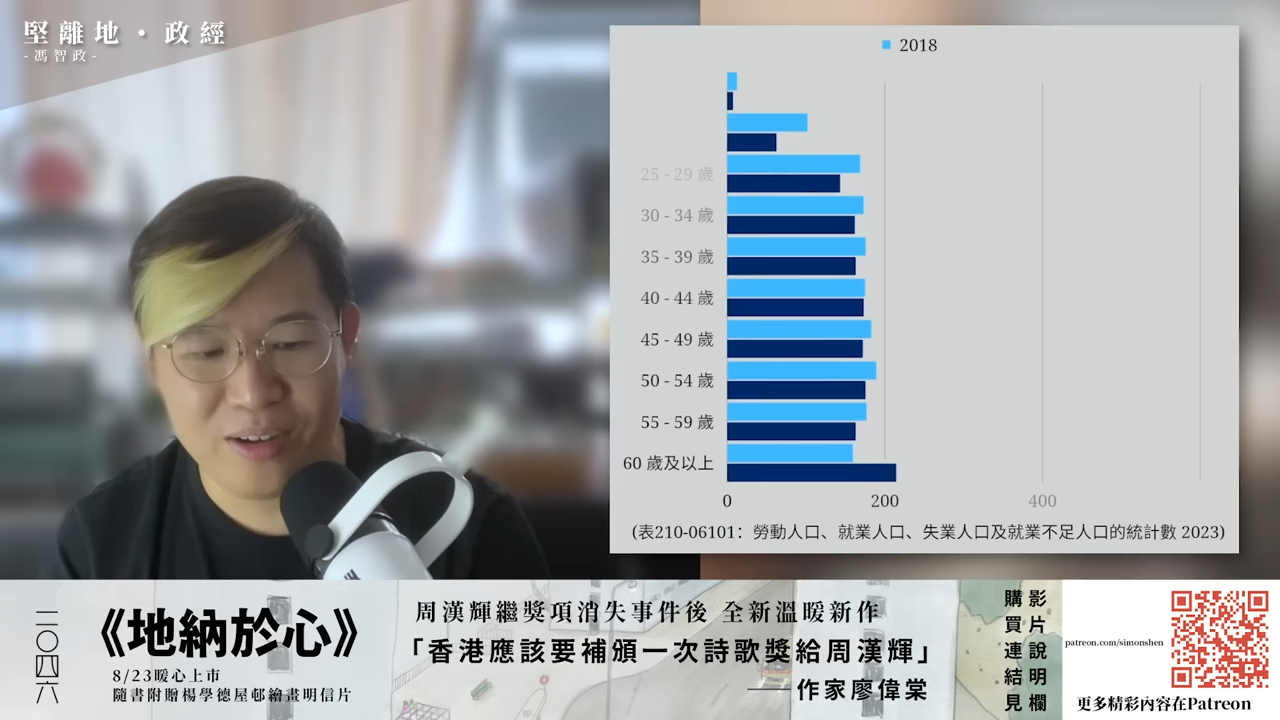 堅離地·政經
-馮智政-
2018
25 - 29 歲
30 - 34 歲
35 - 39 歲
40 - 44 歲
45 - 49 歲
50 - 54 歲
55 - 59 歲
60 歲及以上
0 200 400
(表210-06101：勞動人口、就業人口、失業人口及就業不足人口的統計數 2023)
二〇四六
《地納於心》
8/23暖心上市
隨書附贈楊學德屋邨繪畫明信片
周漢輝繼獎項消失事件後 全新溫暖新作
「香港應該要補頒一次詩歌獎給周漢輝」
——作家廖偉棠
影片說明欄
購買連結見
patreon.com/simonshen
更多精彩內容在Patreon